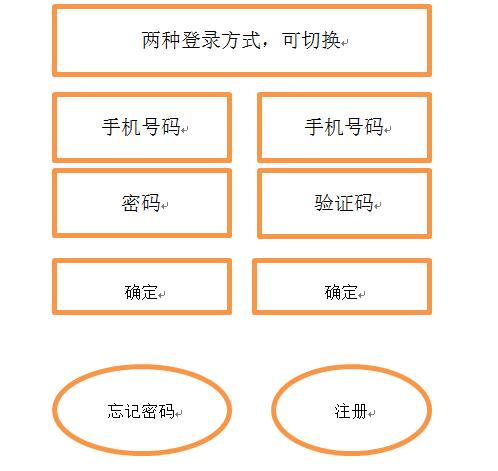 两种登录方式，可切换
手机号码
手机号码
密码
验证码
确定
确定
忘记密码
注册